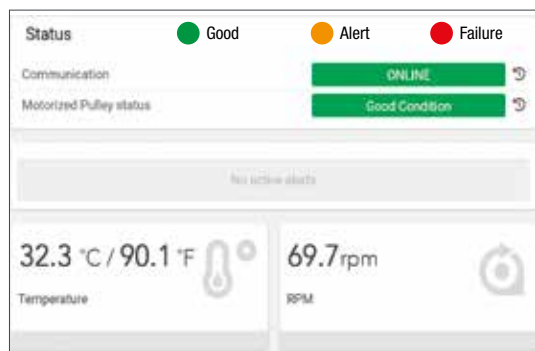 Status Good Alert Failure
Communication ONLINE
Motorized Pulley status Good Condition
No active alerts
32.3 °C / 90.1 °F 69.7rpm
Temperature RPM